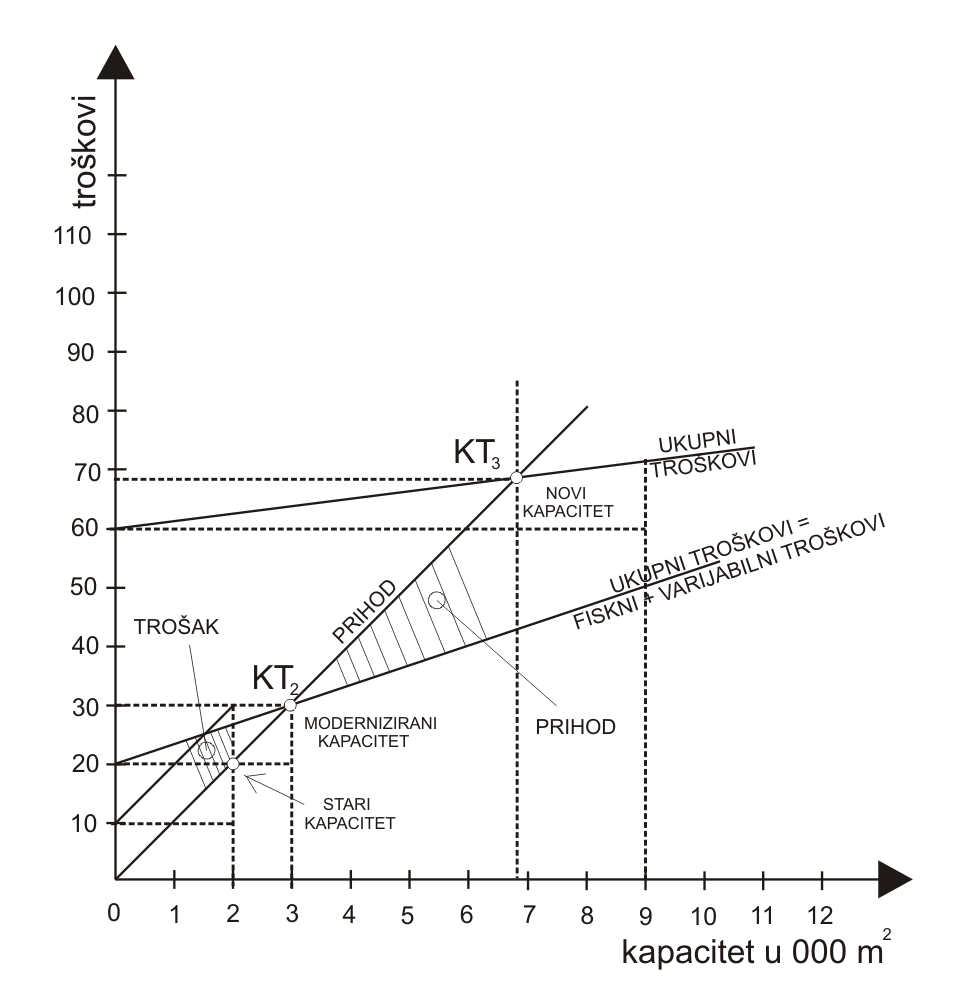 troškovi
110
100
90
80
70
60
50
40
30
20
10
KT3
UKUPNI
TROŠKOVI
NOVI
KAPACITET
UKUPNI TROŠKOVI =
FISKNI + VARIJABILNI TROŠKOVI
PRIHOD
TROŠAK
KT2
MODERNIZIRANI
KAPACITET
PRIHOD
STARI
KAPACITET
0 1 2 3 4 5 6 7 8 9 10 11 12
kapacitet u 000 m²